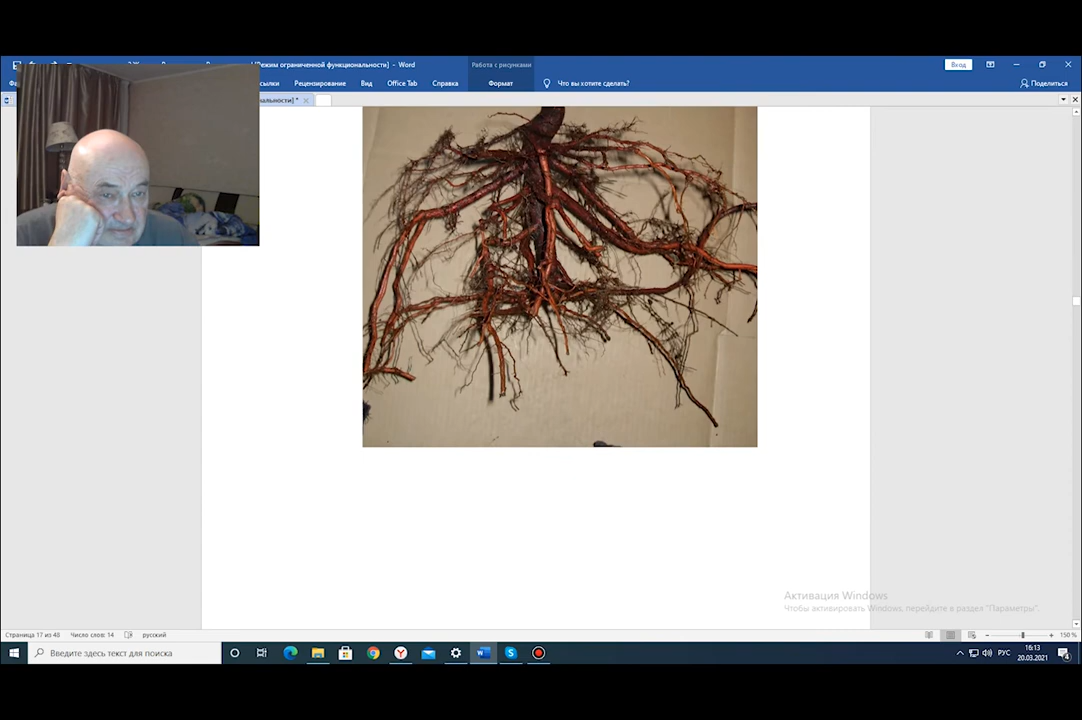 [Режим ограниченной функциональности] - Word
Работа с рисунками
Вход
Рецензирование
Вид
Office Tab
Справка
Формат
Что вы хотите сделать?
Поделиться
Активация Windows
Чтобы активировать Windows, перейдите в раздел "Параметры".
Страница 17 из 48
Число слов: 14
русский
150 %
Введите здесь текст для поиска
РУС
16:13
20.03.2021
4